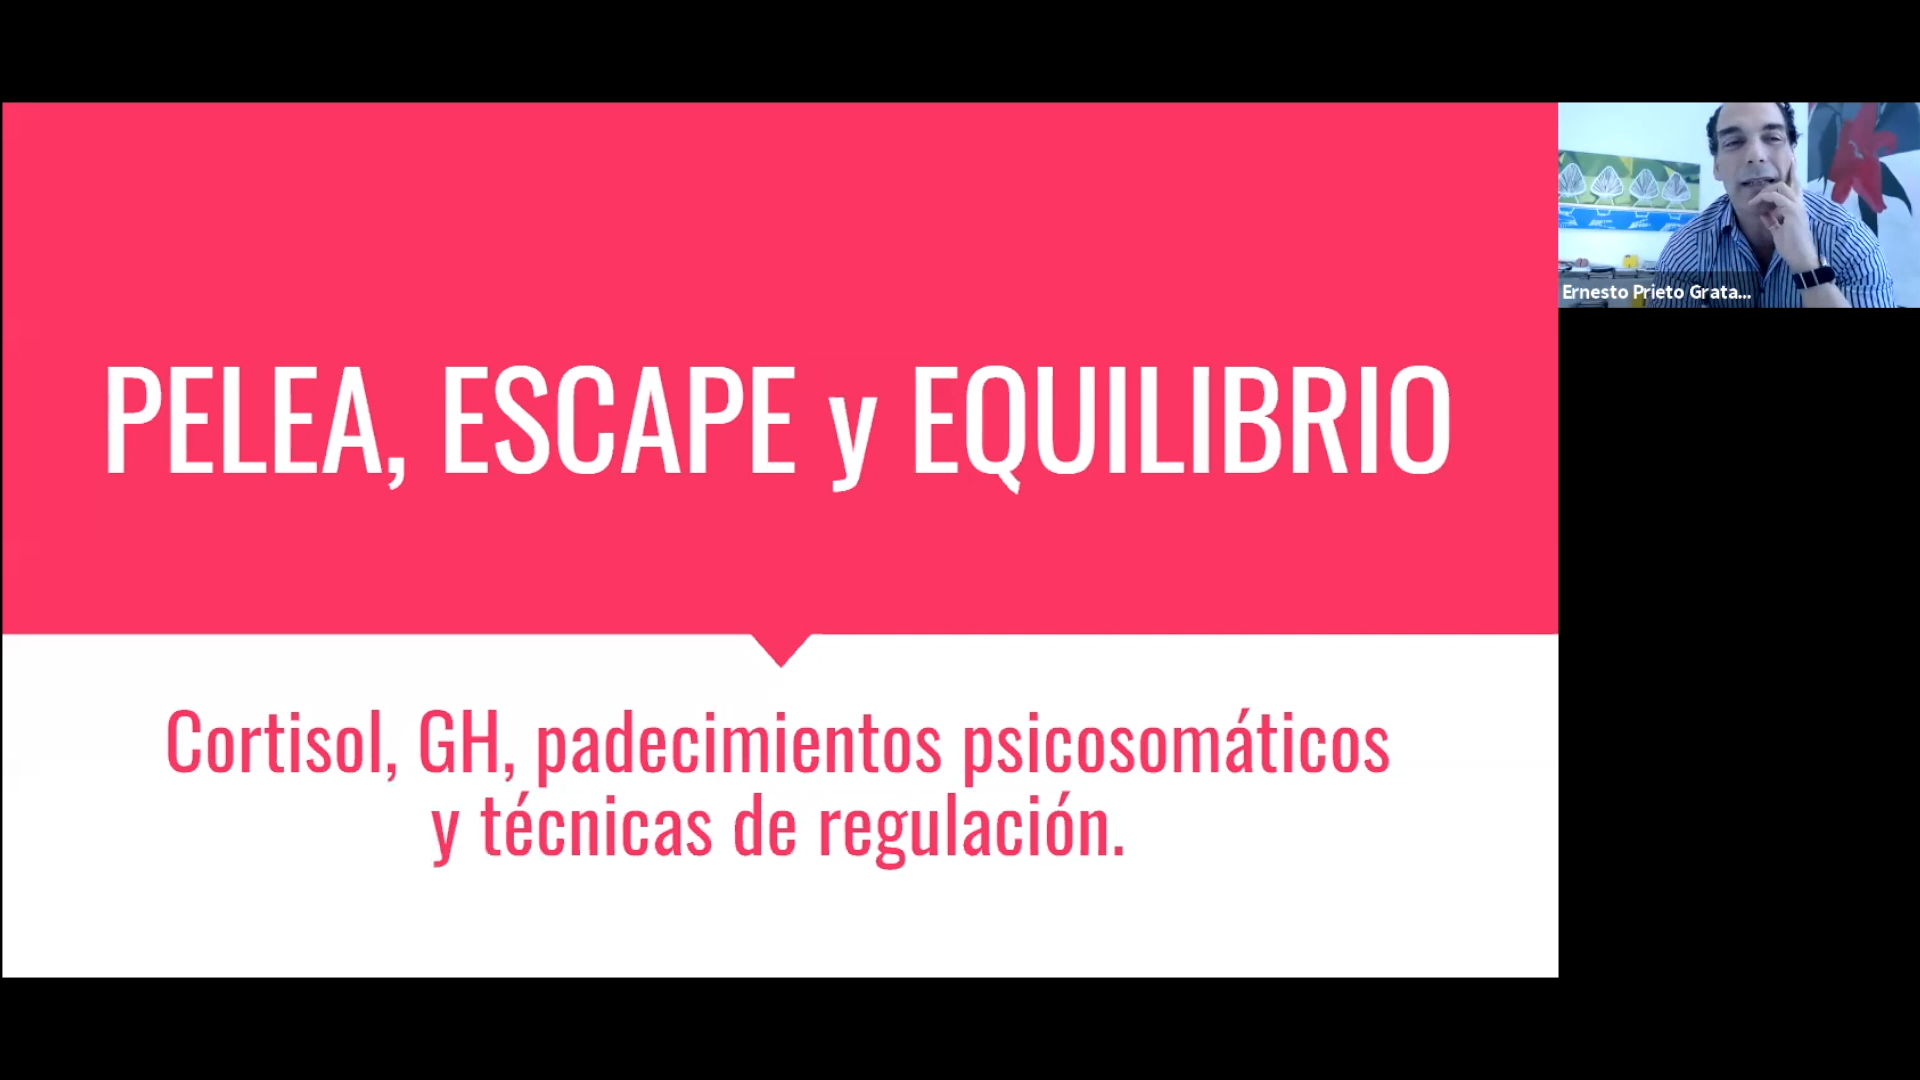 PELEA, ESCAPE y EQUILIBRIO
Cortisol, GH, padecimientos psicosomáticos
y técnicas de regulación.
Ernesto Prieto Grata...